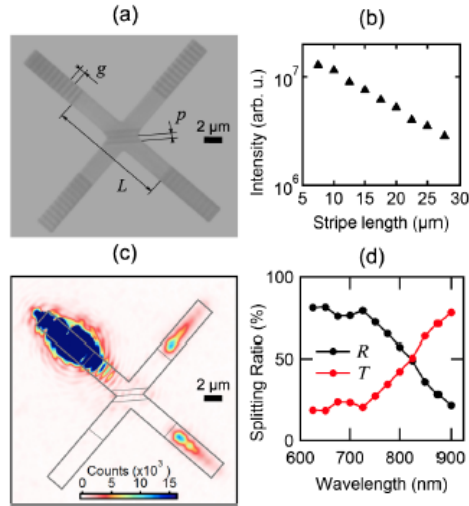 (a)
g
p
L
2 µm
(b)
Intensity (arb. u.)
10⁷
10⁶
5 10 15 20 25 30
Stripe length (µm)
(c)
2 µm
Counts (x10³)
0 5 10 15
(d)
Splitting Ratio (%)
100
50
0
R
T
600 700 800 900
Wavelength (nm)